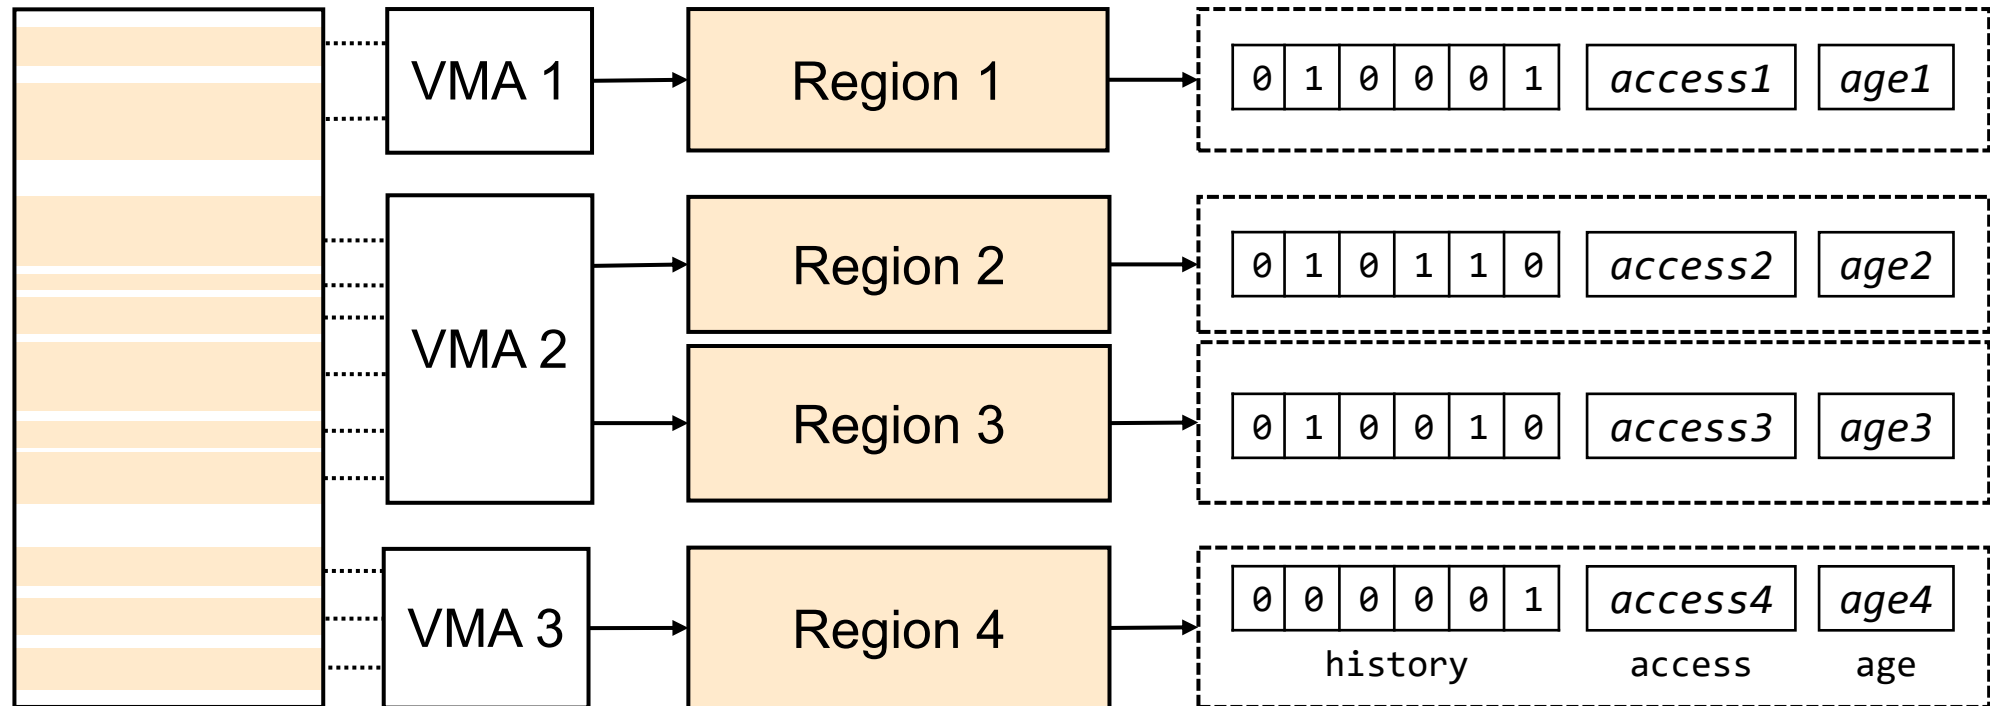 VMA 1 Region 1 0 1 0 0 0 1 access1 age1
VMA 2 Region 2 0 1 0 1 1 0 access2 age2
Region 3 0 1 0 0 1 0 access3 age3
VMA 3 Region 4 0 0 0 0 0 1 access4 age4
history access age